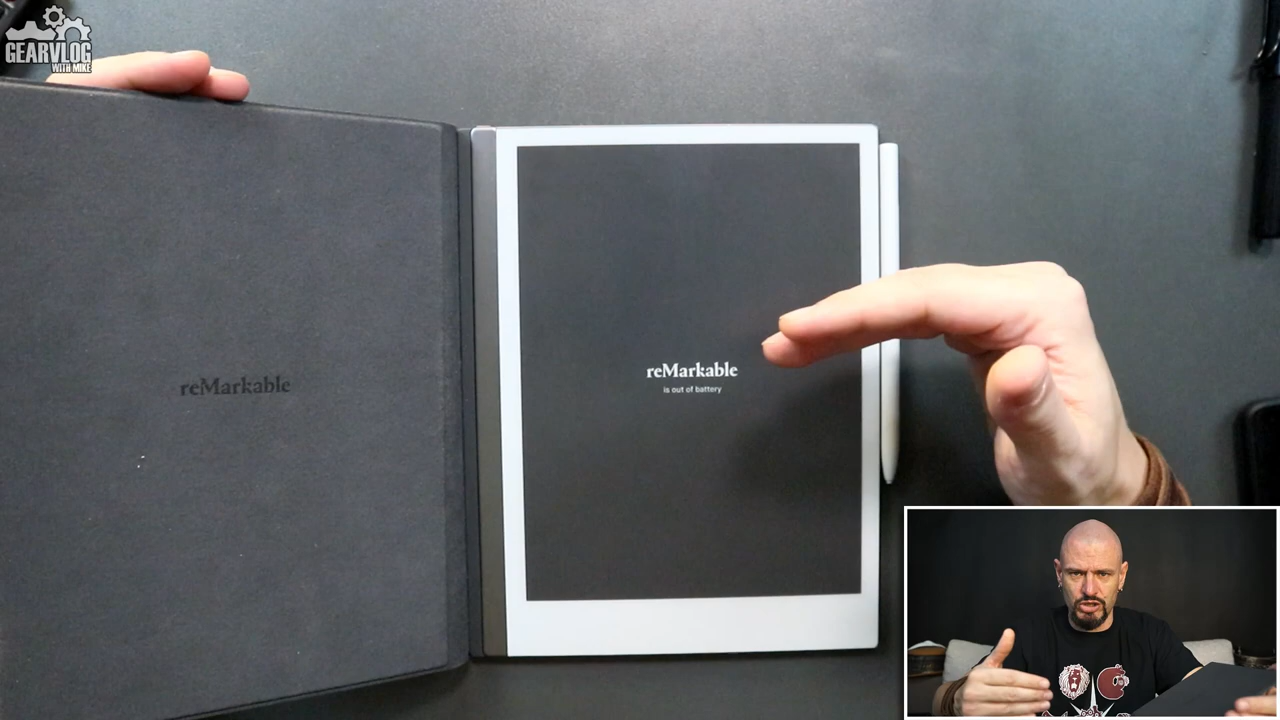 GEARVLOG
WITH MIKE
reMarkable
reMarkable
is out of battery